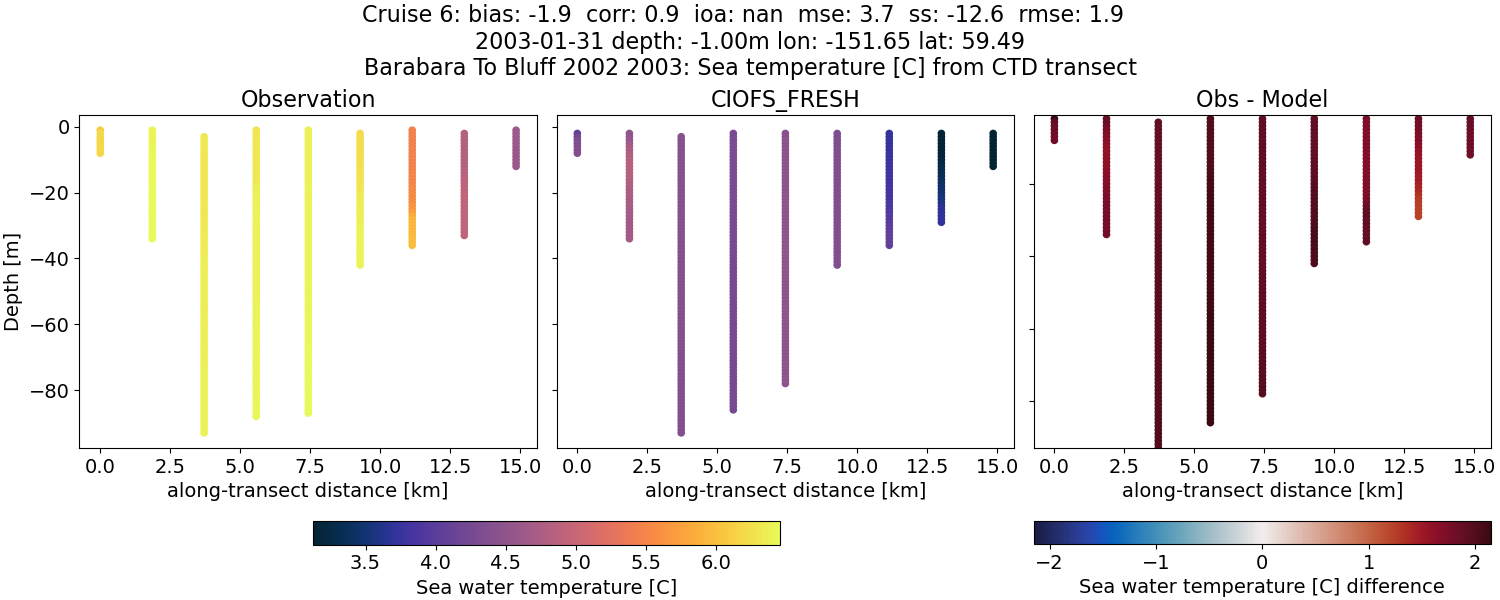 Cruise 6: bias: -1.9  corr: 0.9  ioa: nan  mse: 3.7  ss: -12.6  rmse: 1.9
2003-01-31 depth: -1.00m lon: -151.65 lat: 59.49
Barabara To Bluff 2002 2003: Sea temperature [C] from CTD transect
Observation CIOFS_FRESH Obs - Model
0
−20
−40
−60
−80
Depth [m]
0.0 2.5 5.0 7.5 10.0 12.5 15.0 0.0 2.5 5.0 7.5 10.0 12.5 15.0 0.0 2.5 5.0 7.5 10.0 12.5 15.0
along-transect distance [km] along-transect distance [km] along-transect distance [km]
3.5 4.0 4.5 5.0 5.5 6.0 −2 −1 0 1 2
Sea water temperature [C] Sea water temperature [C] difference